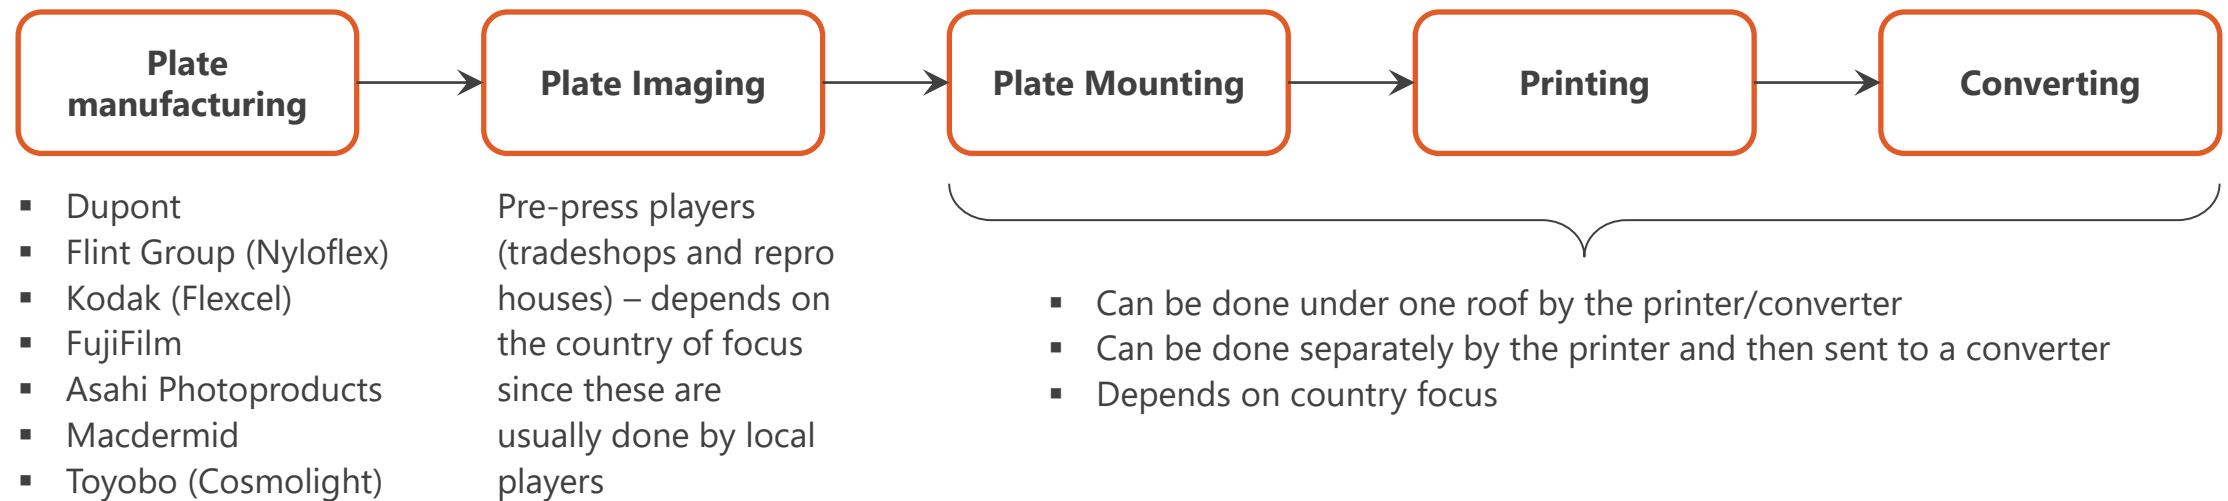 Plate
manufacturing
Plate Imaging
Plate Mounting
Printing
Converting
▪ Dupont
▪ Flint Group (Nyloflex)
▪ Kodak (Flexcel)
▪ FujiFilm
▪ Asahi Photoproducts
▪ Macdermid
▪ Toyobo (Cosmolight)
Pre-press players
(tradeshops and repro
houses) – depends on
the country of focus
since these are
usually done by local
players
▪ Can be done under one roof by the printer/converter
▪ Can be done separately by the printer and then sent to a converter
▪ Depends on country focus